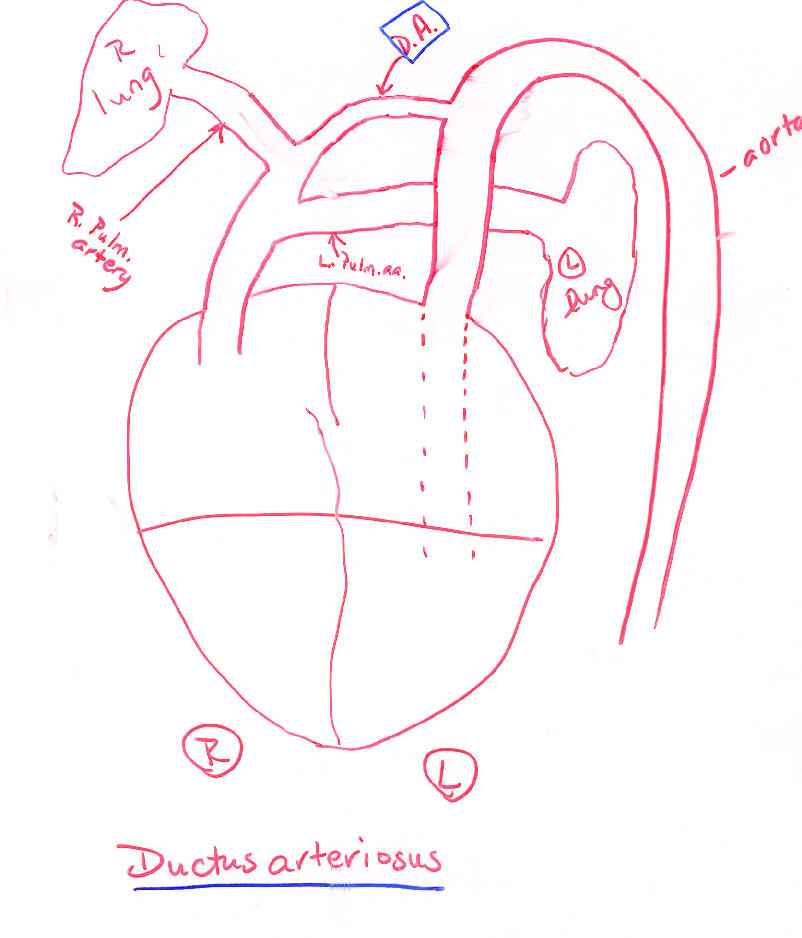 D.A.
R
lung
aorta
R. Pulm.
artery
L. Pulm. aa.
L
lung
R
L
Ductus arteriosus